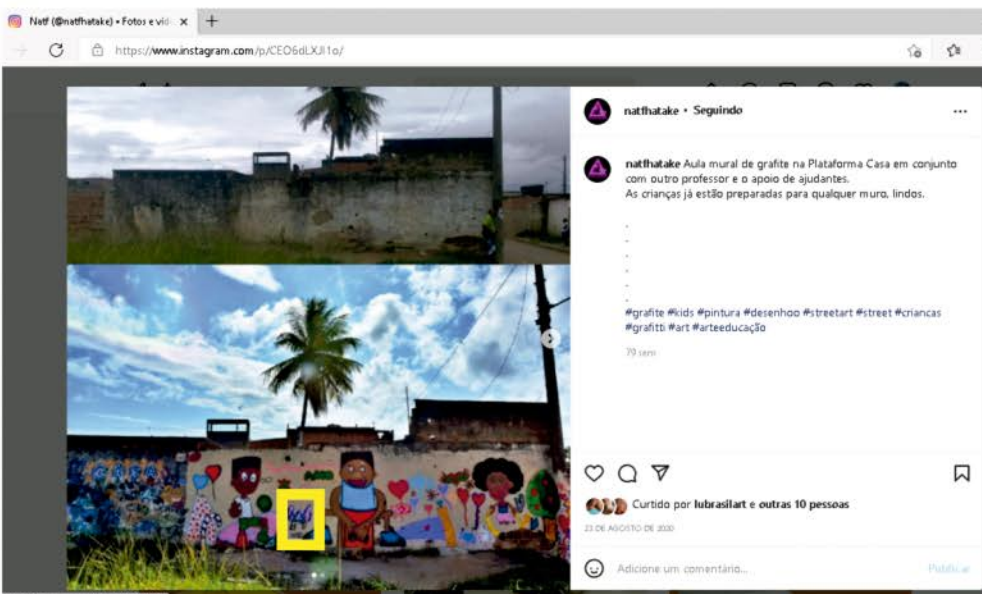 Natf (@natfhatake) • Fotos e víd
https://www.instagram.com/p/CEO6dLXJI1o/
natfhatake • Seguindo
natfhatake Aula mural de grafite na Plataforma Casa em conjunto
com outro professor e o apoio de ajudantes.
As crianças já estão preparadas para qualquer muro, lindos.
.
.
.
.
.
.
#grafite #kids #pintura #desenhoo #streetart #street #criancas
#grafitti #art #arteeducação
79 sem
Curtido por lubrasilart e outras 10 pessoas
23 DE AGOSTO DE 2020
Adicione um comentário...
Publicar